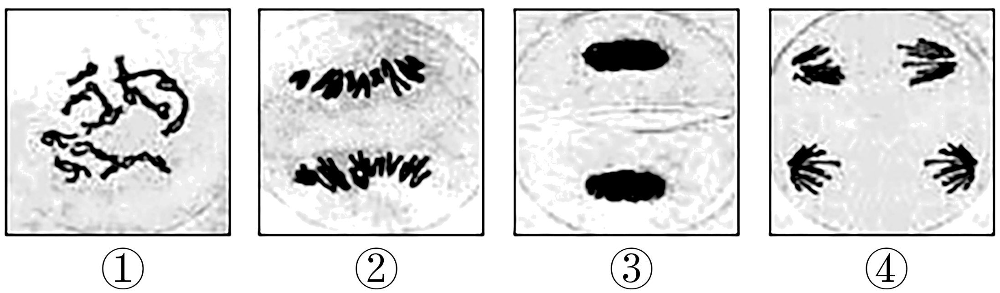 ① ② ③ ④